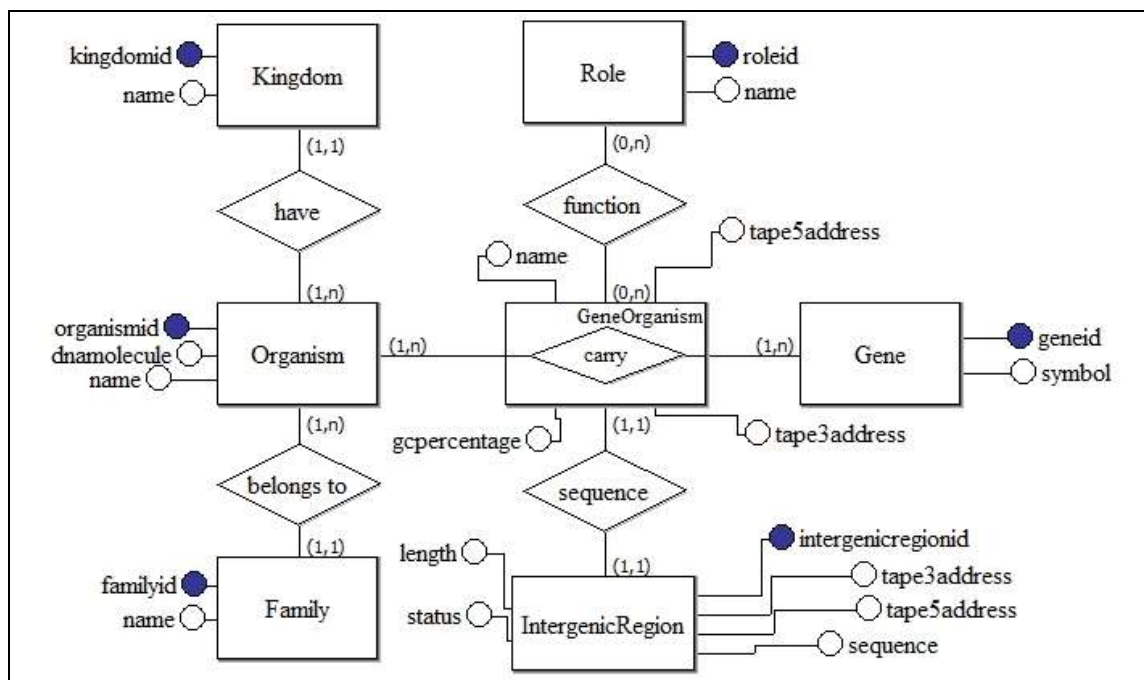 kingdomid
name
Kingdom
Role
roleid
name
(1,1)
(0,n)
have
function
name
tape5address
(1,n)
(0,n)
organismid
dnamolecule
name
Organism
(1,n)
GeneOrganism
carry
(1,n)
Gene
geneid
symbol
(1,n)
gcpercentage
(1,1)
tape3address
belongs to
sequence
(1,1)
familyid
name
Family
length
status
(1,1)
IntergenicRegion
intergenicregionid
tape3address
tape5address
sequence